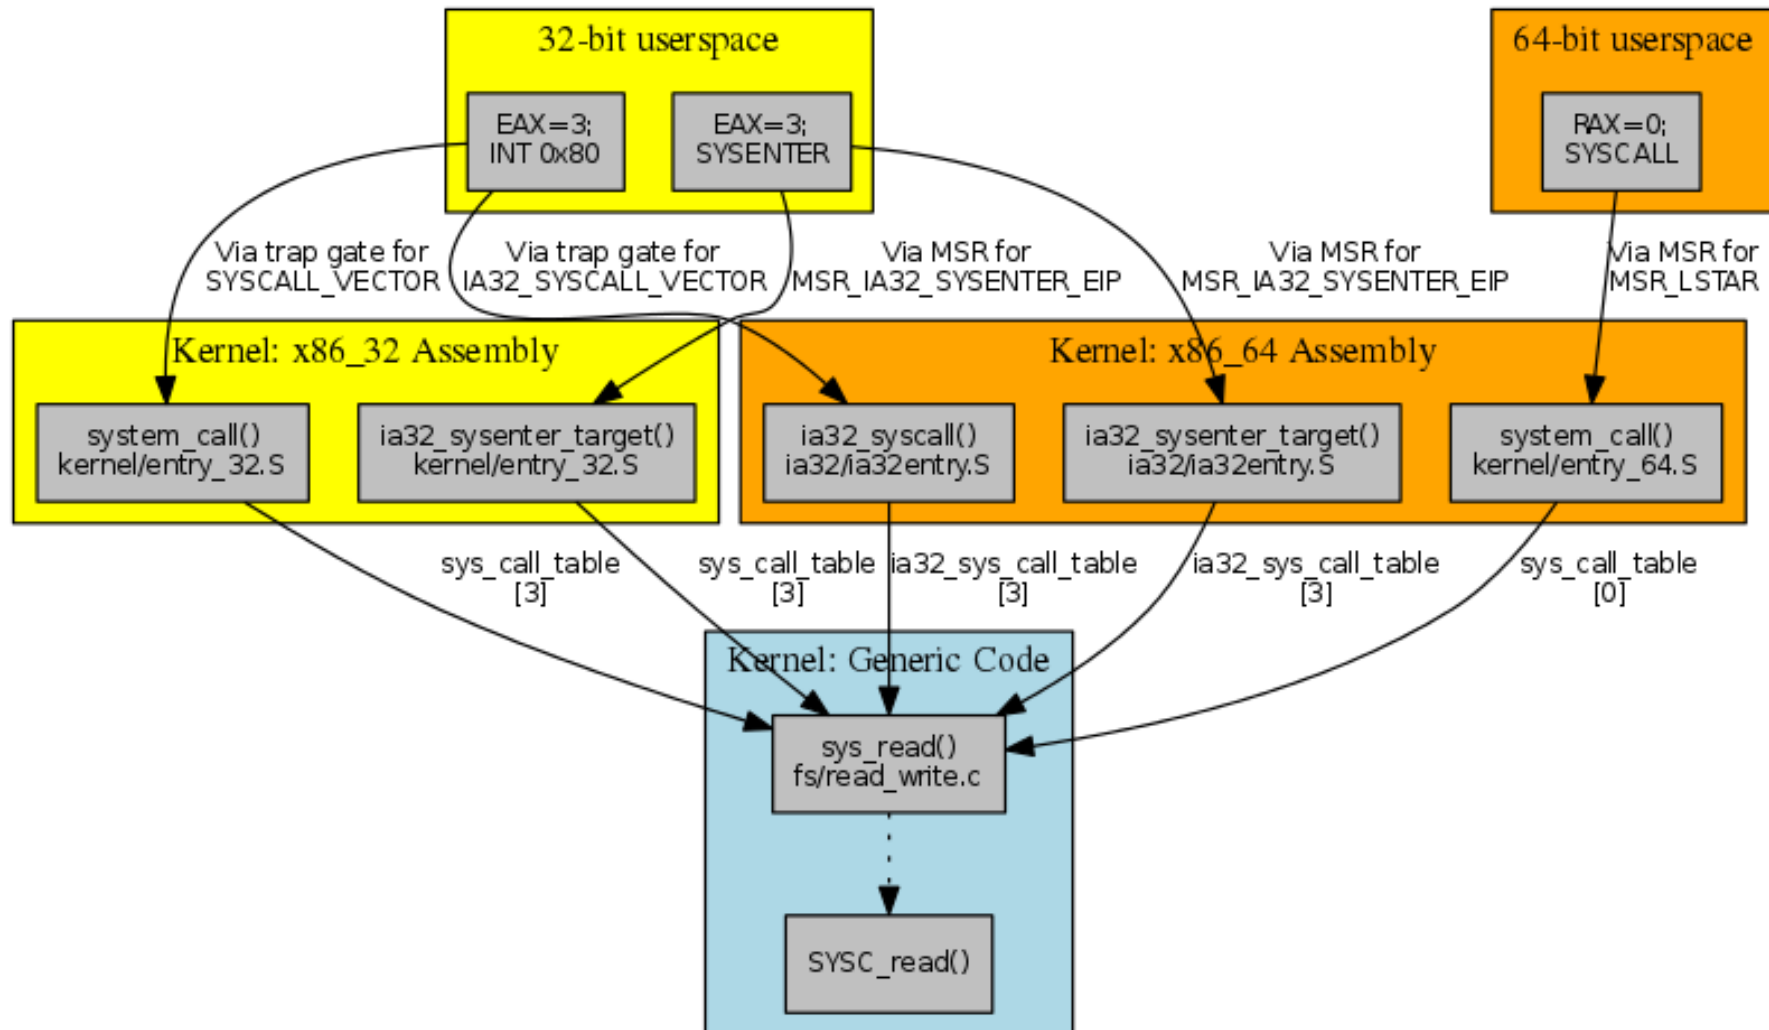 32-bit userspace
64-bit userspace
EAX=3;
INT 0x80
EAX=3;
SYSENTER
RAX=0;
SYSCALL
Via trap gate for
SYSCALL_VECTOR
Via trap gate for
IA32_SYSCALL_VECTOR
Via MSR for
MSR_IA32_SYSENTER_EIP
Via MSR for
MSR_IA32_SYSENTER_EIP
Via MSR for
MSR_LSTAR
Kernel: x86_32 Assembly
Kernel: x86_64 Assembly
system_call()
kernel/entry_32.S
ia32_sysenter_target()
kernel/entry_32.S
ia32_syscall()
ia32/ia32entry.S
ia32_sysenter_target()
ia32/ia32entry.S
system_call()
kernel/entry_64.S
sys_call_table
[3]
sys_call_table
[3]
ia32_sys_call_table
[3]
ia32_sys_call_table
[3]
sys_call_table
[0]
Kernel: Generic Code
sys_read()
fs/read_write.c
SYSC_read()